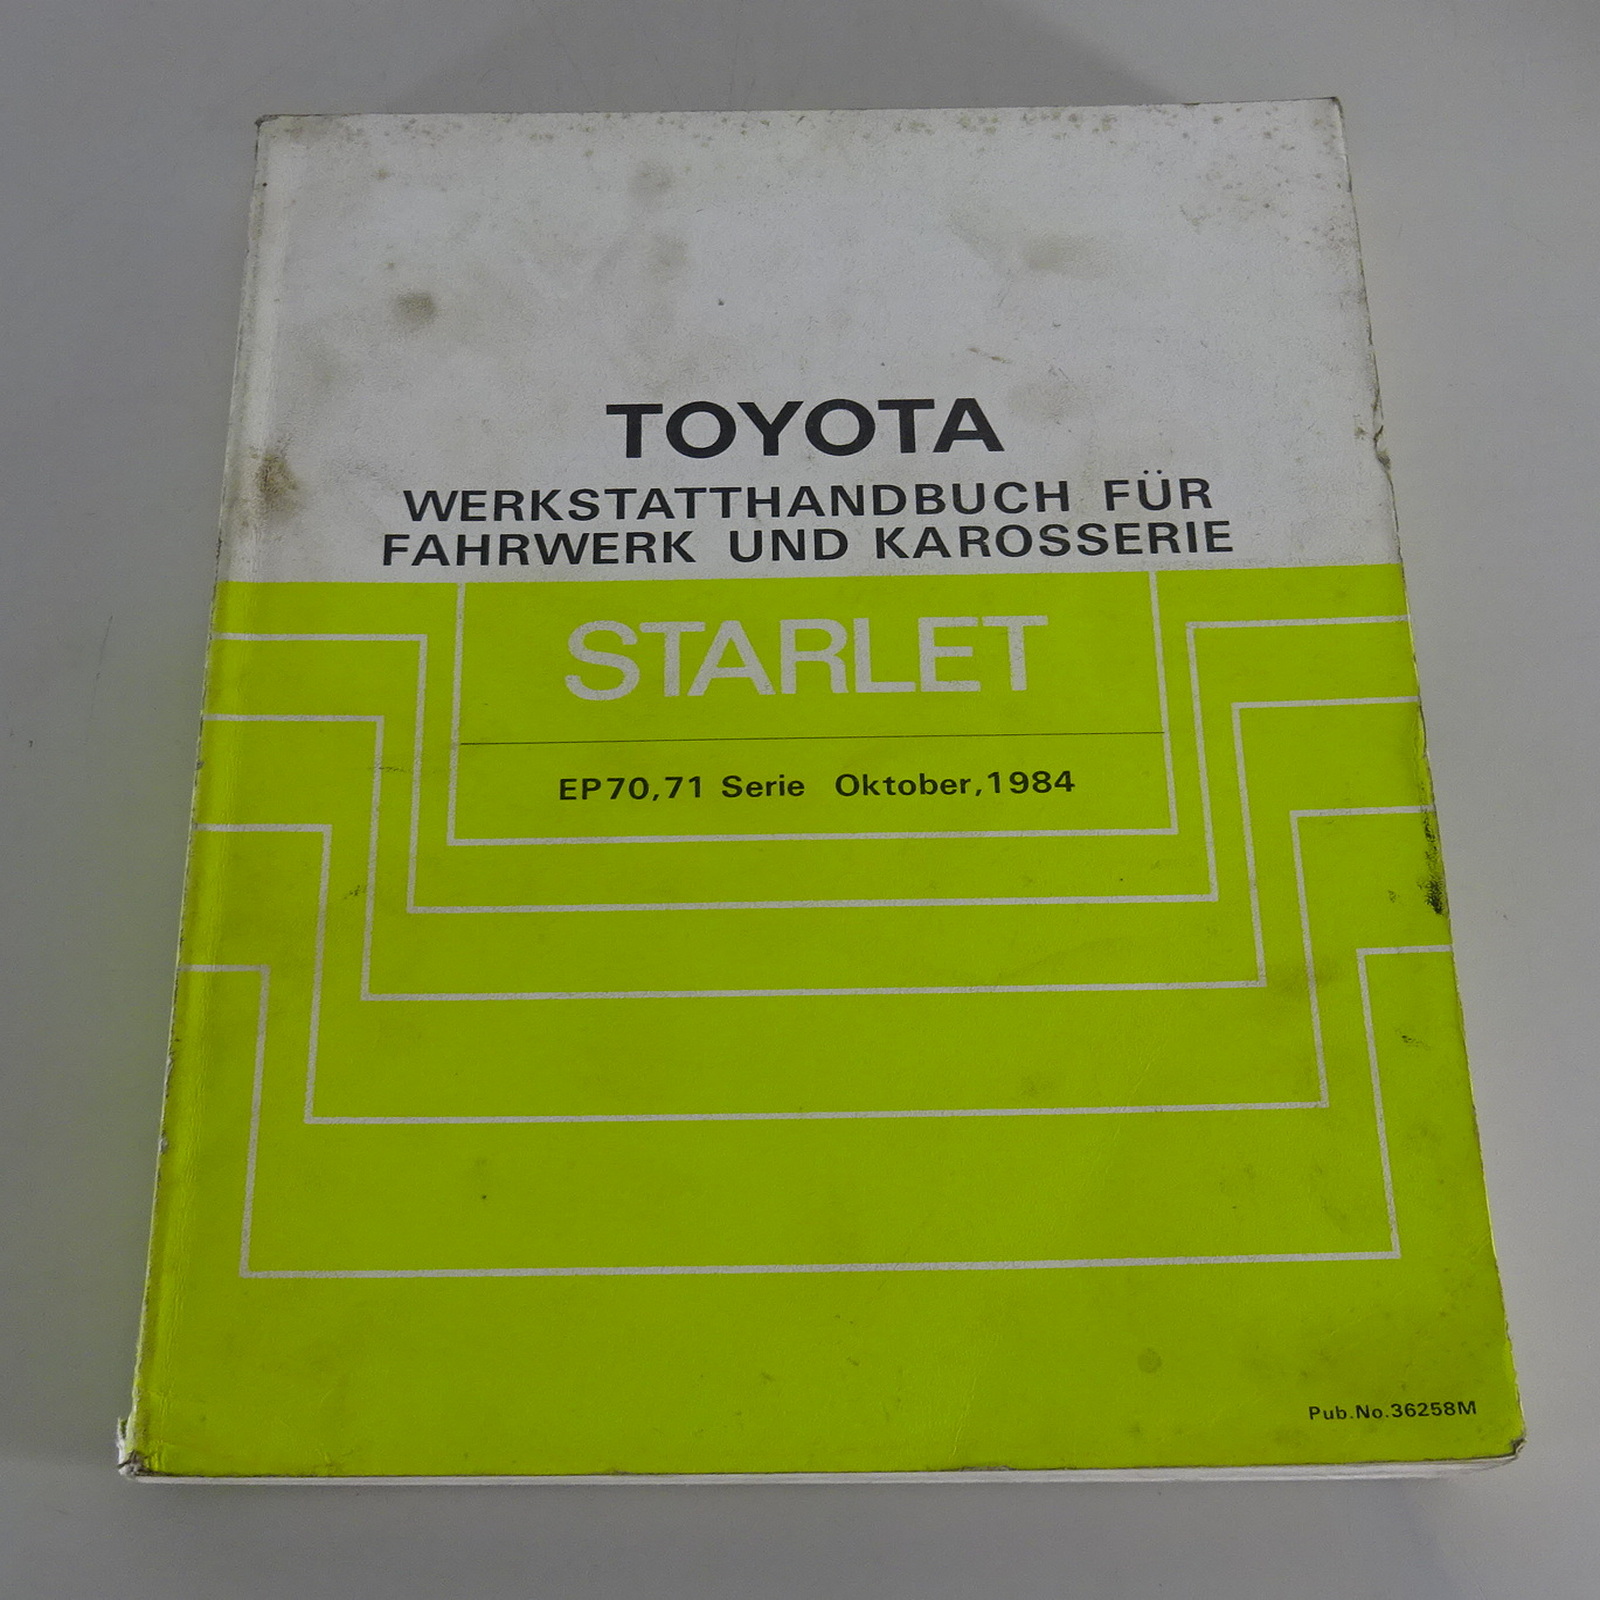 TOYOTA
WERKSTATTHANDBUCH FÜR
FAHRWERK UND KAROSSERIE
STARLET
EP70,71 Serie Oktober,1984
Pub.No.36258M